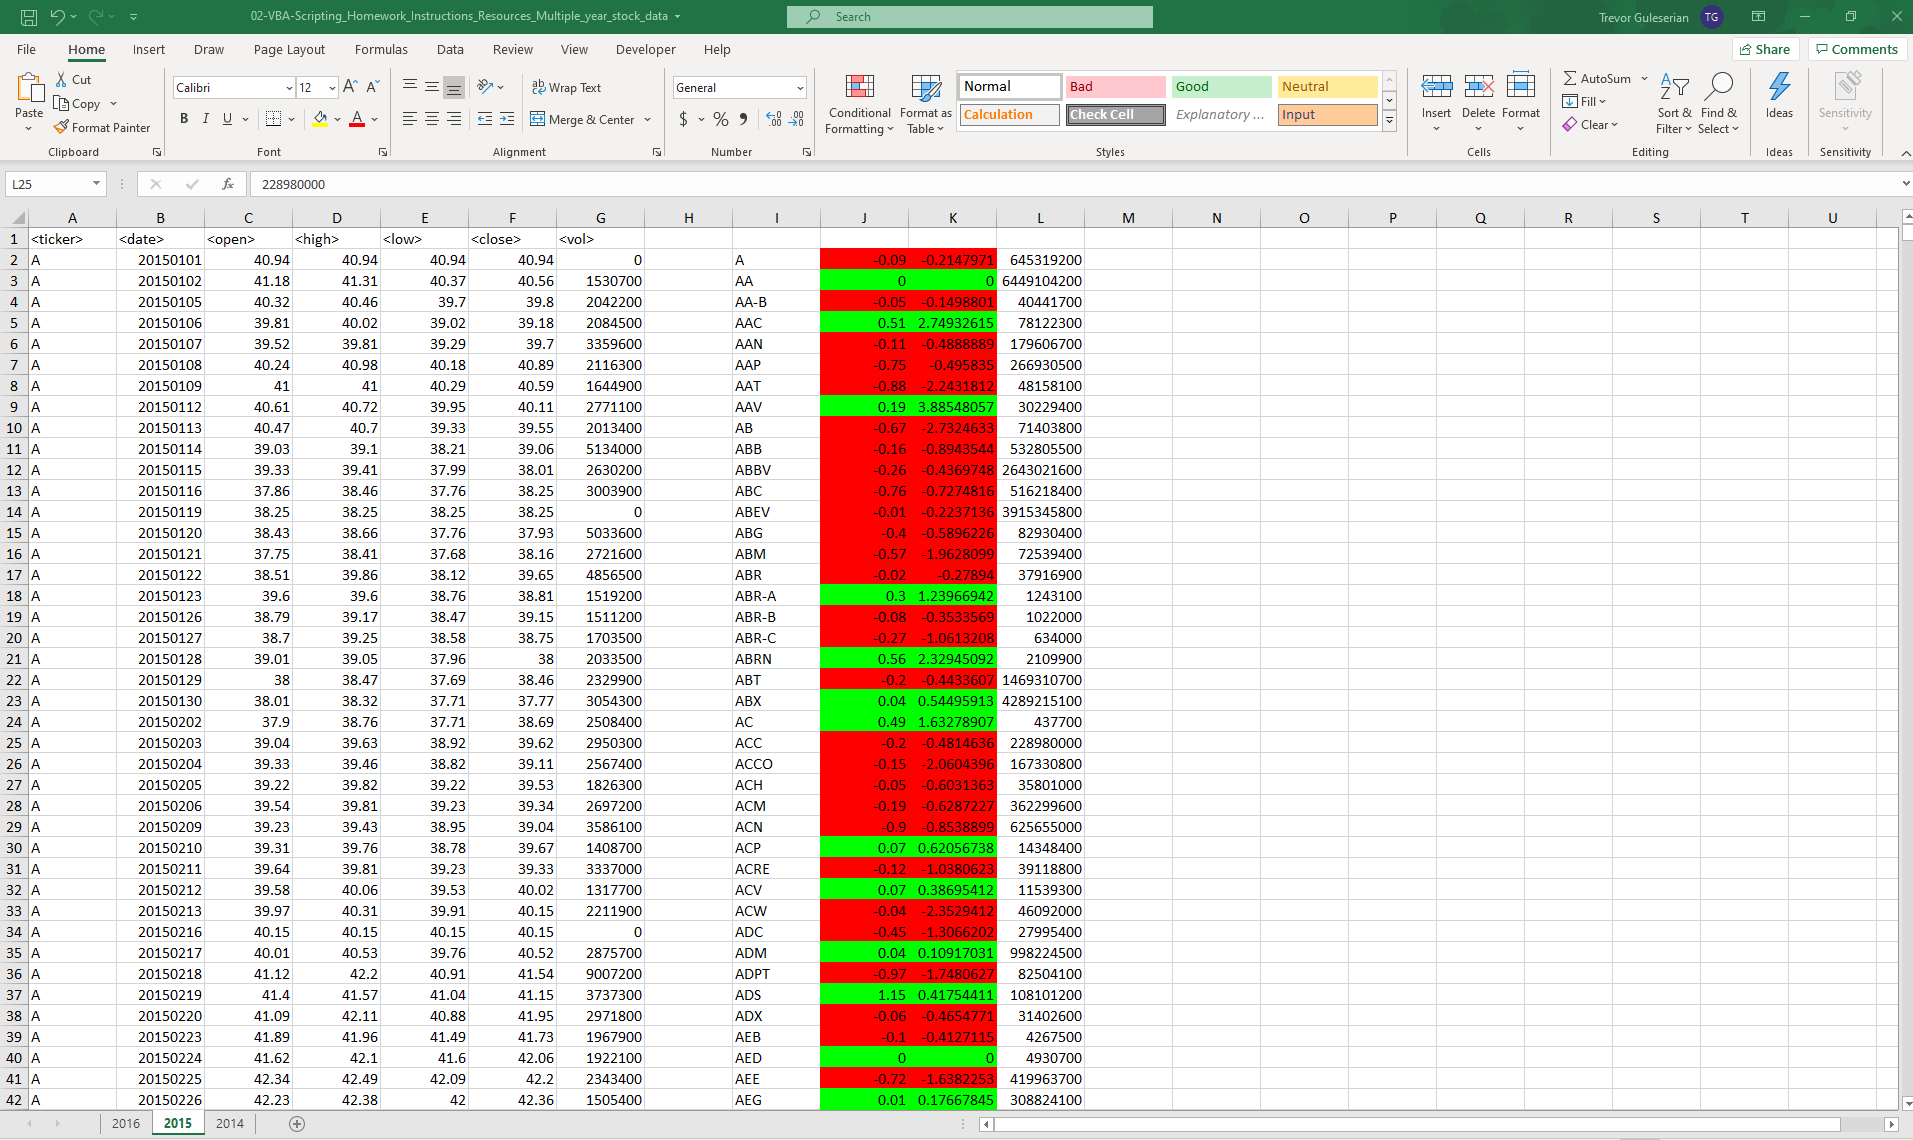 02-VBA-Scripting_Homework_Instructions_Resources_Multiple_year_stock_data
Search
Trevor Guleserian TG
File Home Insert Draw Page Layout Formulas Data Review View Developer Help
Share Comments
Paste
Cut
Copy
Format Painter
Clipboard
Calibri 12
B I U
Font
Wrap Text
Merge & Center
Alignment
General
$ % ,
Number
Conditional Formatting
Format as Table
Normal Bad Good Neutral
Calculation Check Cell Explanatory ... Input
Styles
Insert Delete Format
Cells
AutoSum
Fill
Clear
Sort & Filter
Find & Select
Editing
Ideas
Ideas
Sensitivity
Sensitivity
L25 fx 228980000
A B C D E F G H I J K L M N O P Q R S T U
1 <ticker> <date> <open> <high> <low> <close> <vol>
2 A 20150101 40.94 40.94 40.94 40.94 0 A -0.09 -0.2147971 645319200
3 A 20150102 41.18 41.31 40.37 40.56 1530700 AA 0 0 6449104200
4 A 20150105 40.32 40.46 39.7 39.8 2042200 AA-B -0.05 -0.1498801 40441700
5 A 20150106 39.81 40.02 39.02 39.18 2084500 AAC 0.51 2.74932615 78122300
6 A 20150107 39.52 39.81 39.29 39.7 3359600 AAN -0.11 -0.4888889 179606700
7 A 20150108 40.24 40.98 40.18 40.89 2116300 AAP -0.75 -0.495835 266930500
8 A 20150109 41 41 40.29 40.59 1644900 AAT -0.88 -2.2431812 48158100
9 A 20150112 40.61 40.72 39.95 40.11 2771100 AAV 0.19 3.88548057 30229400
10 A 20150113 40.47 40.7 39.33 39.55 2013400 AB -0.67 -2.7324633 71403800
11 A 20150114 39.03 39.1 38.21 39.06 5134000 ABB -0.16 -0.8943544 532805500
12 A 20150115 39.33 39.41 37.99 38.01 2630200 ABBV -0.26 -0.4369748 2643021600
13 A 20150116 37.86 38.46 37.76 38.25 3003900 ABC -0.76 -0.7274816 516218400
14 A 20150119 38.25 38.25 38.25 38.25 0 ABEV -0.01 -0.2237136 3915345800
15 A 20150120 38.43 38.66 37.76 37.93 5033600 ABG -0.4 -0.5896226 82930400
16 A 20150121 37.75 38.41 37.68 38.16 2721600 ABM -0.57 -1.9628099 72539400
17 A 20150122 38.51 39.86 38.12 39.65 4856500 ABR -0.02 -0.27894 37916900
18 A 20150123 39.6 39.6 38.76 38.81 1519200 ABR-A 0.3 1.23966942 1243100
19 A 20150126 38.79 39.17 38.47 39.15 1511200 ABR-B -0.08 -0.3533569 1022000
20 A 20150127 38.7 39.25 38.58 38.75 1703500 ABR-C -0.27 -1.0613208 634000
21 A 20150128 39.01 39.05 37.96 38 2033500 ABRN 0.56 2.32945092 2109900
22 A 20150129 38 38.47 37.69 38.46 2329900 ABT -0.2 -0.4433607 1469310700
23 A 20150130 38.01 38.32 37.71 37.77 3054300 ABX 0.04 0.54495913 4289215100
24 A 20150202 37.9 38.76 37.71 38.69 2508400 AC 0.49 1.63278907 437700
25 A 20150203 39.04 39.63 38.92 39.62 2950300 ACC -0.2 -0.4814636 228980000
26 A 20150204 39.33 39.46 38.82 39.11 2567400 ACCO -0.15 -2.0604396 167330800
27 A 20150205 39.22 39.82 39.22 39.53 1826300 ACH -0.05 -0.6031363 35801000
28 A 20150206 39.54 39.81 39.23 39.34 2697200 ACM -0.19 -0.6287227 362299600
29 A 20150209 39.23 39.43 38.95 39.04 3586100 ACN -0.9 -0.8538899 625655000
30 A 20150210 39.31 39.76 38.78 39.67 1408700 ACP 0.07 0.62056738 14348400
31 A 20150211 39.64 39.81 39.23 39.33 3337000 ACRE -0.12 -1.0380623 39118800
32 A 20150212 39.58 40.06 39.53 40.02 1317700 ACV 0.07 0.38695412 11539300
33 A 20150213 39.97 40.31 39.91 40.15 2211900 ACW -0.04 -2.3529412 46092000
34 A 20150216 40.15 40.15 40.15 40.15 0 ADC -0.45 -1.3066202 27995400
35 A 20150217 40.01 40.53 39.76 40.52 2875700 ADM 0.04 0.10917031 998224500
36 A 20150218 41.12 42.2 40.91 41.54 9007200 ADPT -0.97 -1.7480627 82504100
37 A 20150219 41.4 41.57 41.04 41.15 3737300 ADS 1.15 0.41754411 108101200
38 A 20150220 41.09 42.11 40.88 41.95 2971800 ADX -0.06 -0.4654771 31402600
39 A 20150223 41.89 41.96 41.49 41.73 1967900 AEB -0.1 -0.4127115 4267500
40 A 20150224 41.62 42.1 41.6 42.06 1922100 AED 0 0 4930700
41 A 20150225 42.34 42.49 42.09 42.2 2343400 AEE -0.72 -1.6382253 419963700
42 A 20150226 42.23 42.38 42 42.36 1505400 AEG 0.01 0.17667845 308824100
2016 2015 2014